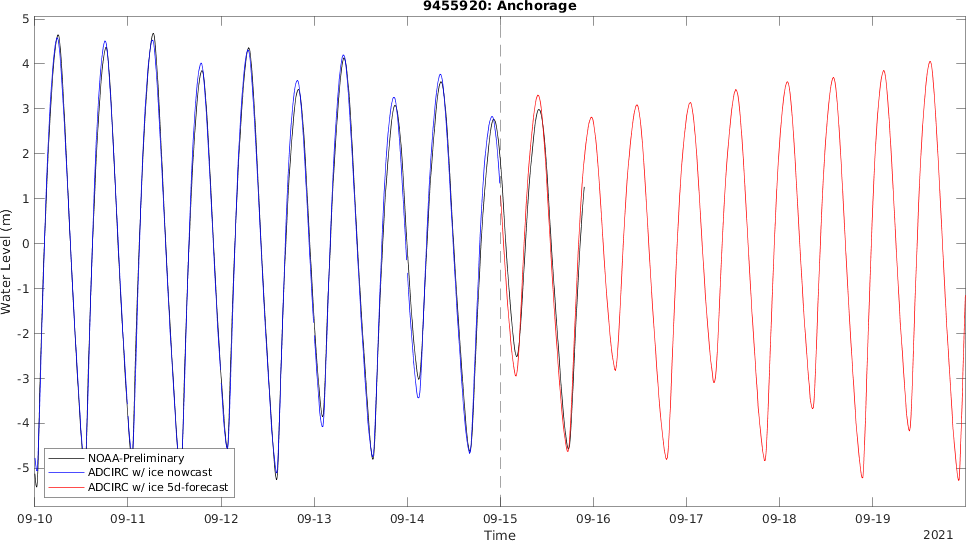 9455920: Anchorage
5
4
3
2
1
0
-1
-2
-3
-4
-5
Water Level (m)
NOAA-Preliminary
ADCIRC w/ ice nowcast
ADCIRC w/ ice 5d-forecast
09-10 09-11 09-12 09-13 09-14 09-15 09-16 09-17 09-18 09-19
Time
2021